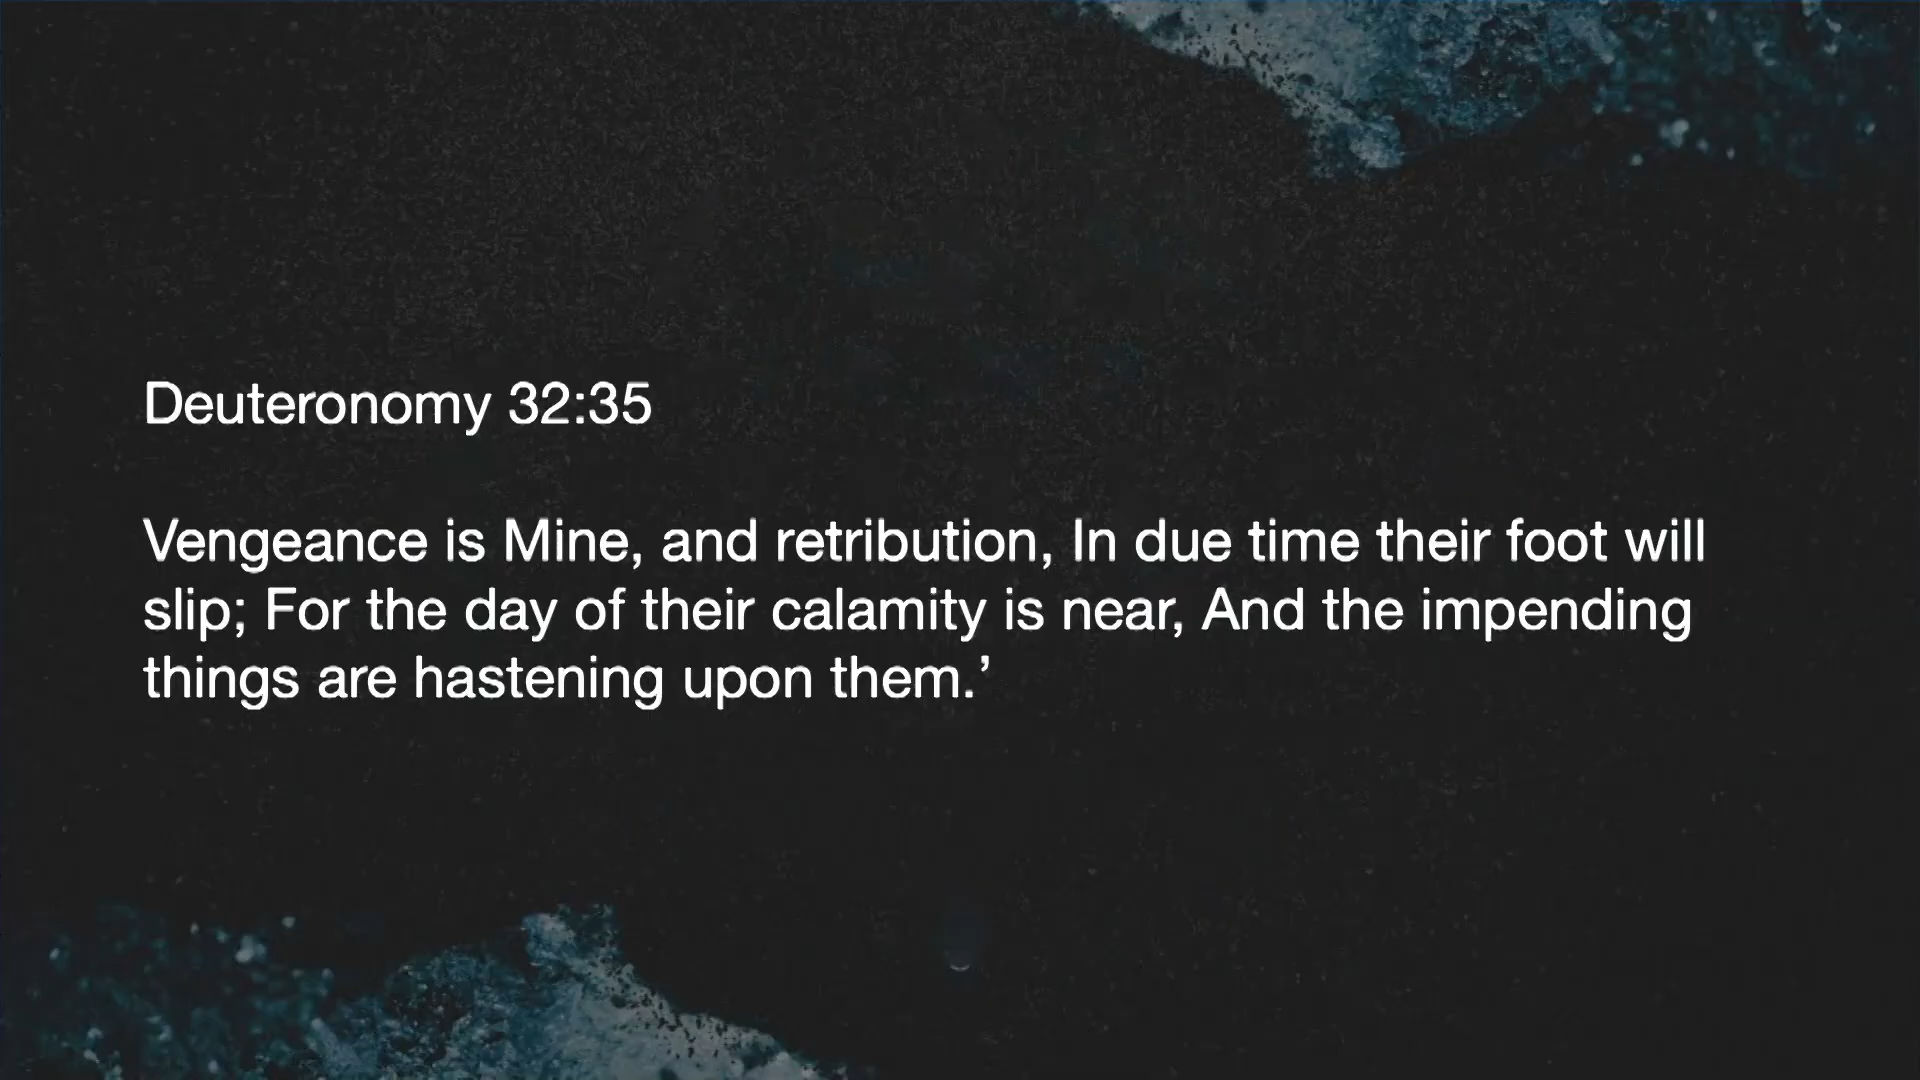 Deuteronomy 32:35
Vengeance is Mine, and retribution, In due time their foot will
slip; For the day of their calamity is near, And the impending
things are hastening upon them.’